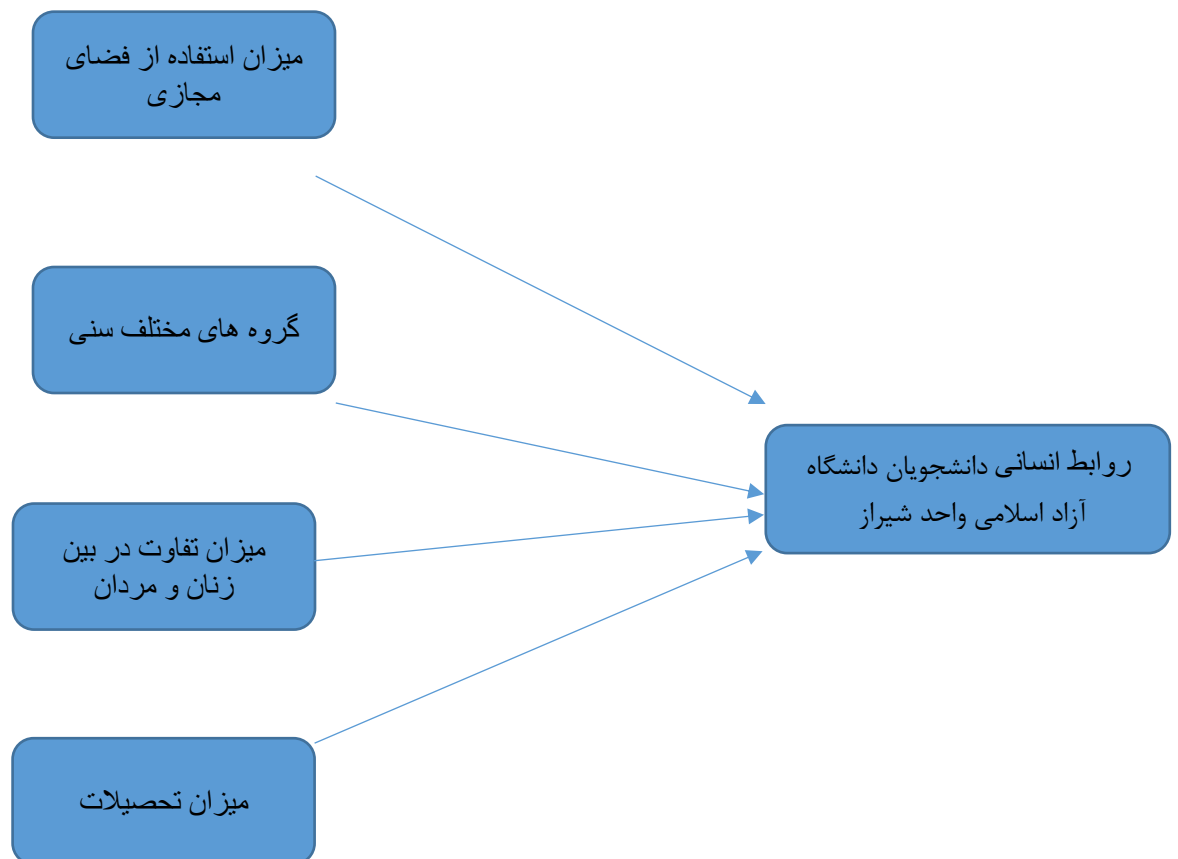 میزان استفاده از فضای
مجازی
گروه های مختلف سنی
میزان تفاوت در بین
زنان و مردان
میزان تحصیلات
روابط انسانی دانشجویان دانشگاه
آزاد اسلامی واحد شیراز